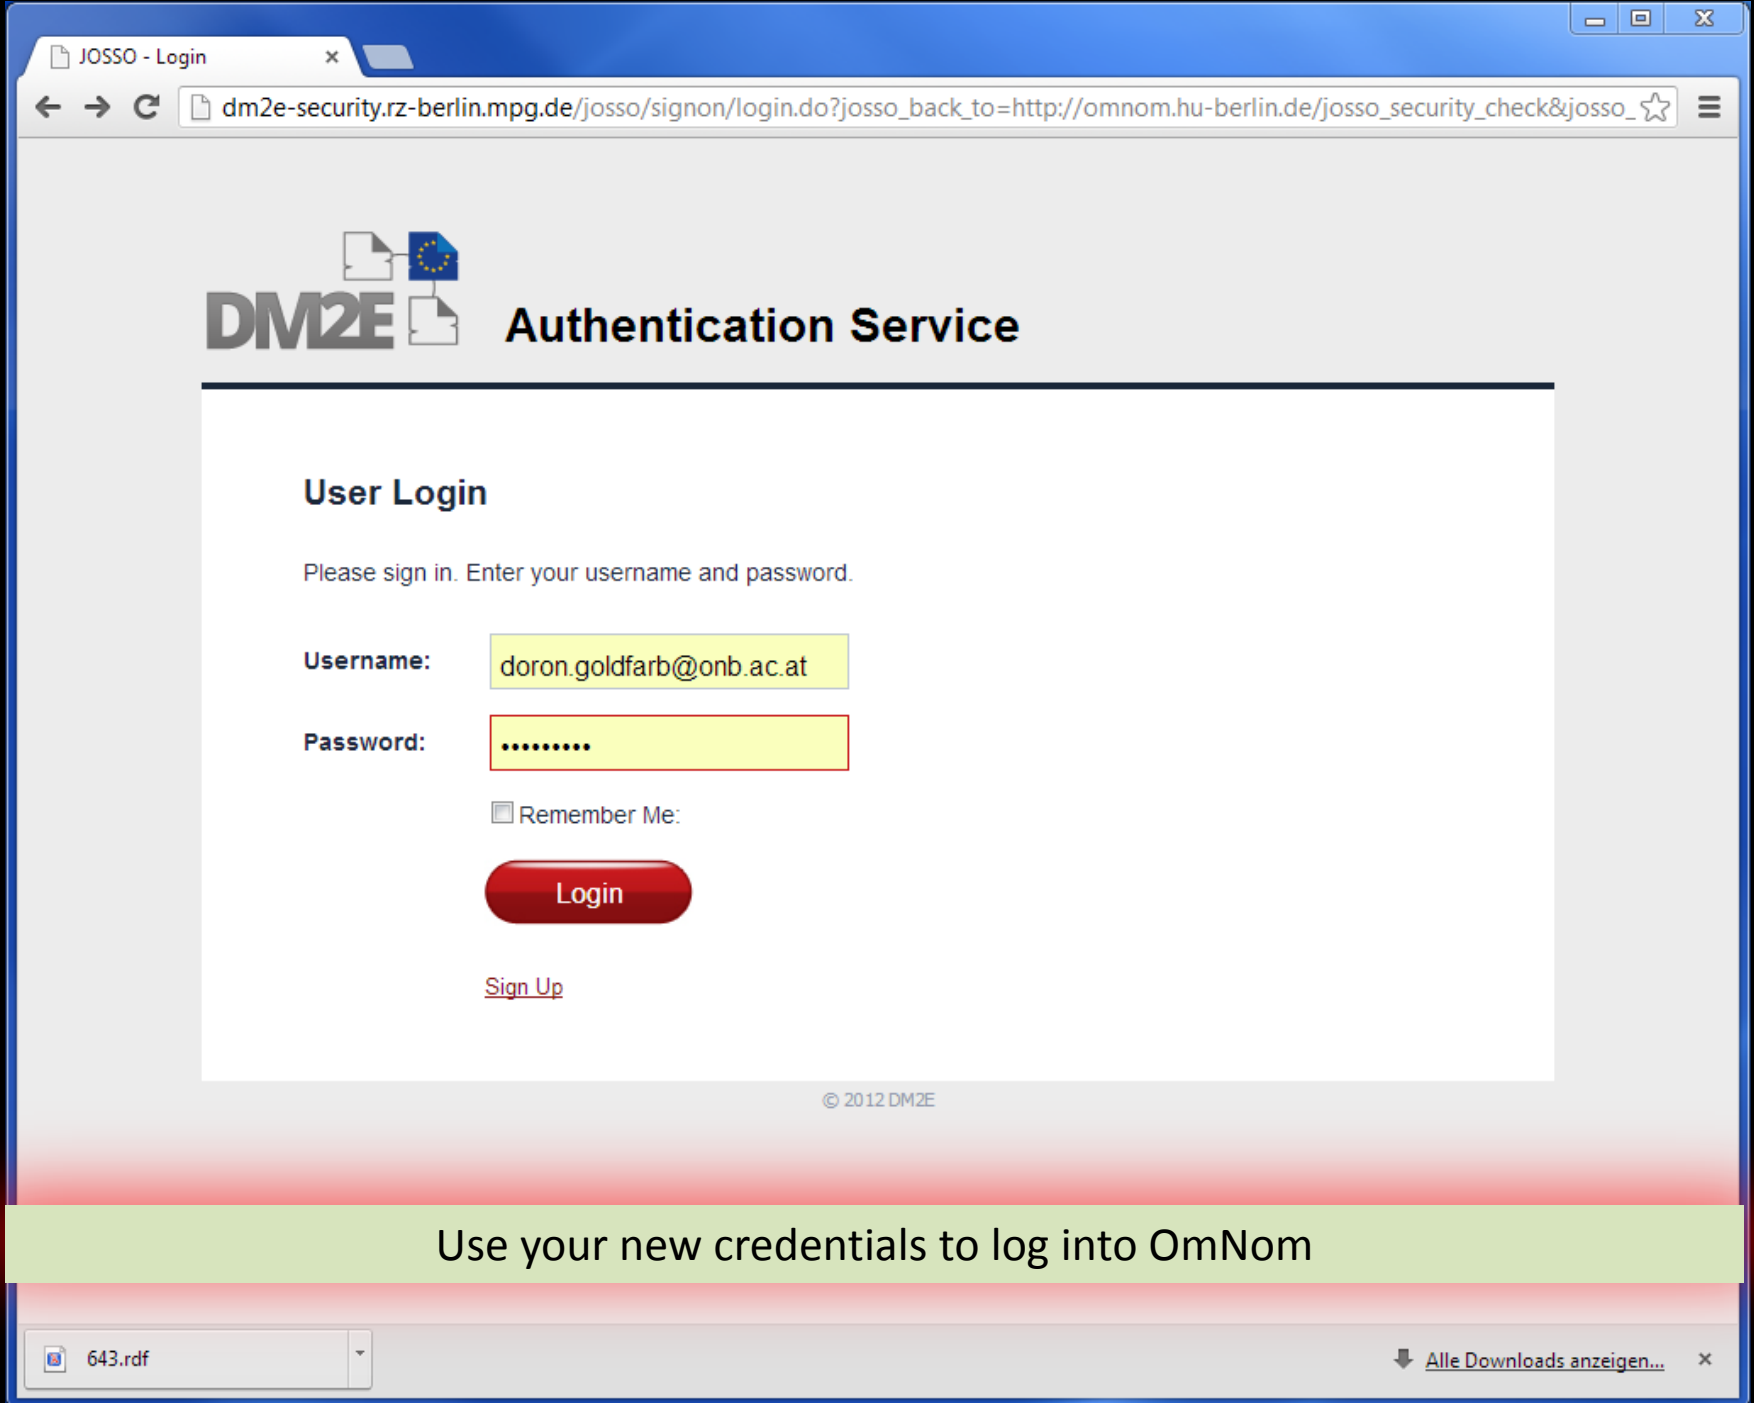 JOSSO - Login
dm2e-security.rz-berlin.mpg.de/josso/signon/login.do?josso_back_to=http://omnom.hu-berlin.de/josso_security_check&josso_
DM2E Authentication Service
User Login
Please sign in. Enter your username and password.
Username: doron.goldfarb@onb.ac.at
Password: •••••••••
Remember Me:
Login
Sign Up
© 2012 DM2E
Use your new credentials to log into OmNom
643.rdf
Alle Downloads anzeigen...